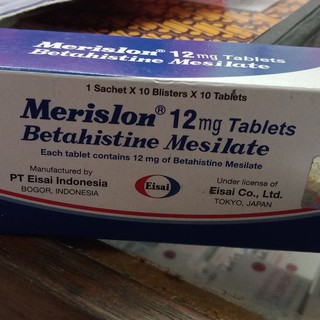 Merislon® 12mg Tablets
Betahistine Mesilate
1 Sachet X 10 Blisters X 10 Tablets
Merislon® 12mg Tablets
Betahistine Mesilate
Each tablet contains 12 mg of Betahistine Mesilate
Manufactured by
PT Eisai Indonesia
BOGOR, INDONESIA
Eisai
Under license of
Eisai Co., Ltd.
TOKYO, JAPAN